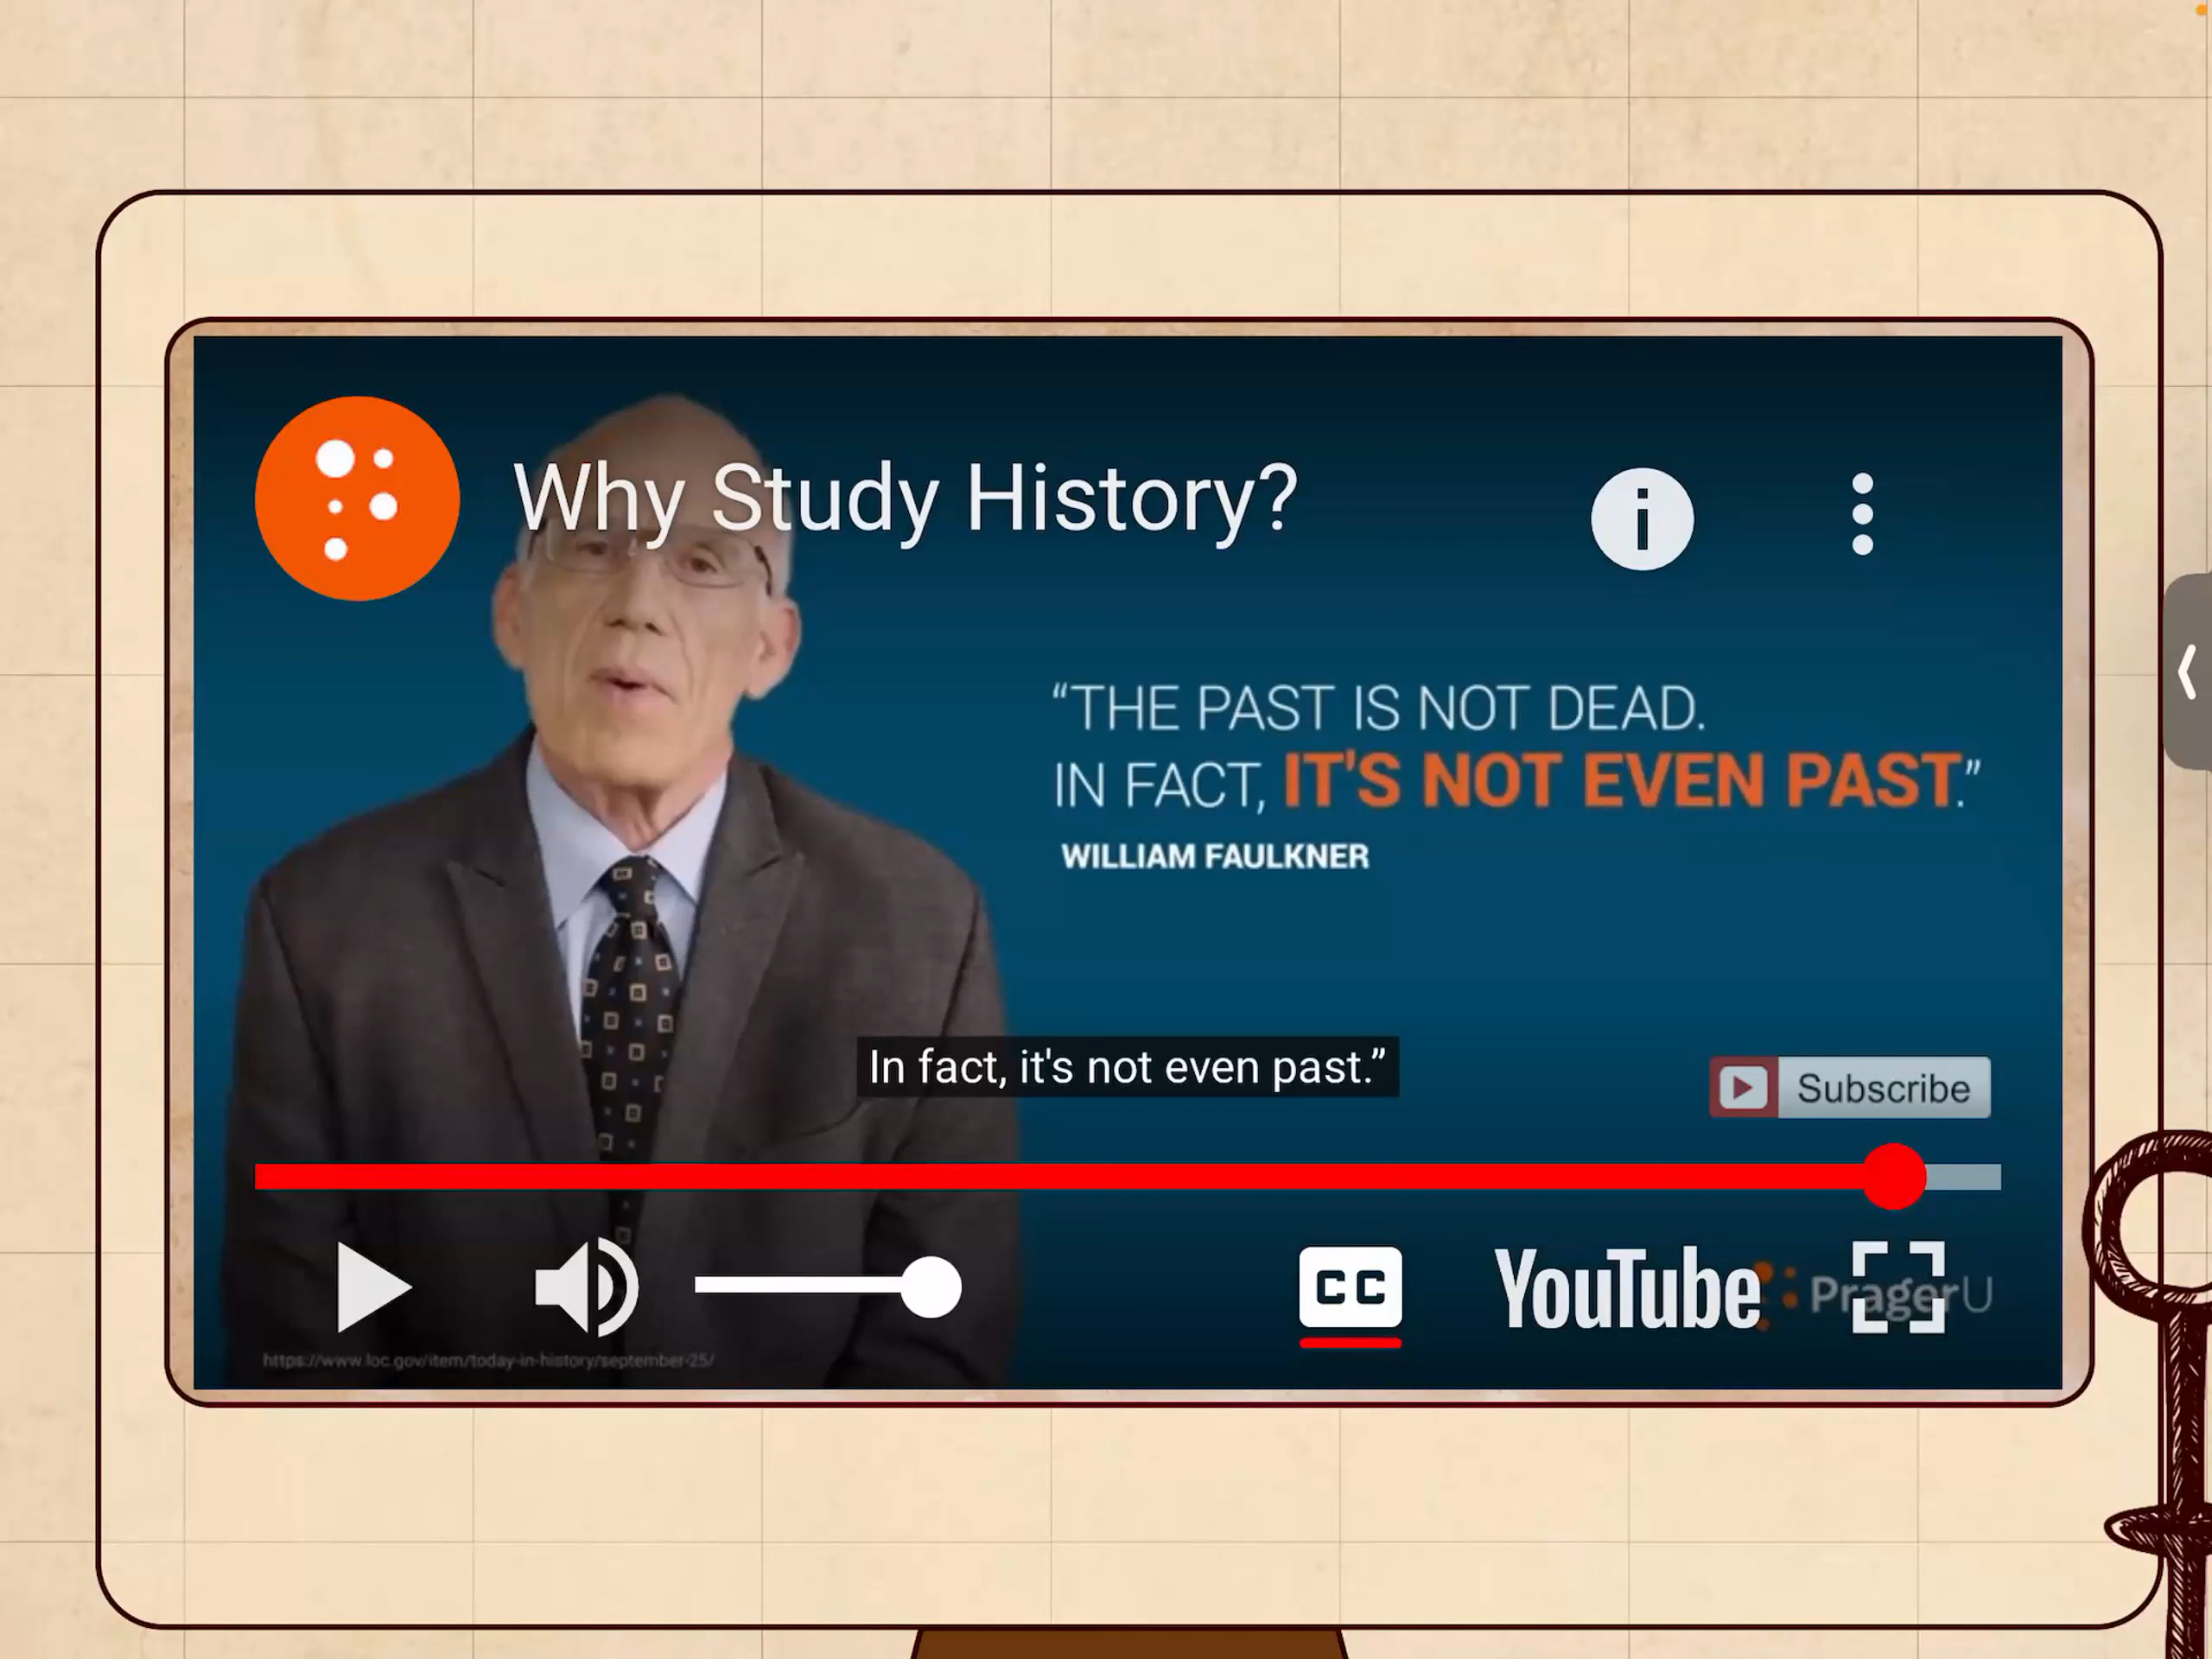 Why Study History?
i
“THE PAST IS NOT DEAD.
IN FACT, IT'S NOT EVEN PAST.”
WILLIAM FAULKNER
In fact, it's not even past.”
Subscribe
CC
YouTube
PragerU
https://www.loc.gov/item/today-in-history/september-25/